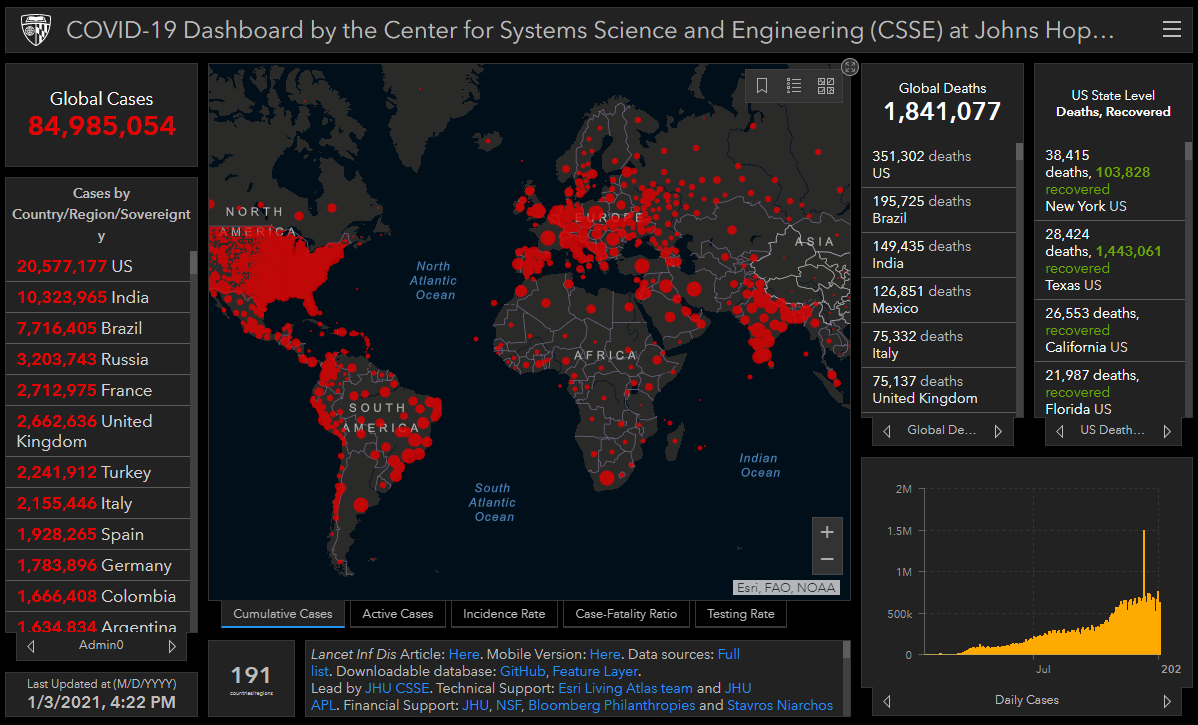 COVID-19 Dashboard by the Center for Systems Science and Engineering (CSSE) at Johns Hop...
Global Cases
84,985,054
Cases by
Country/Region/Sovereignt
y
20,577,177 US
10,323,965 India
7,716,405 Brazil
3,203,743 Russia
2,712,975 France
2,662,636 United
Kingdom
2,241,912 Turkey
2,155,446 Italy
1,928,265 Spain
1,783,896 Germany
1,666,408 Colombia
1,634,834 Argentina
Admin0
Last Updated at (M/D/YYYY)
1/3/2021, 4:22 PM
NORTH
AMERICA
North
Atlantic
Ocean
EUROPE
ASIA
AFRICA
SOUTH
AMERICA
South
Atlantic
Ocean
Indian
Ocean
+
−
Esri, FAO, NOAA
Cumulative Cases
Active Cases
Incidence Rate
Case-Fatality Ratio
Testing Rate
191
countries/regions
Lancet Inf Dis Article: Here. Mobile Version: Here. Data sources: Full
list. Downloadable database: GitHub, Feature Layer.
Lead by JHU CSSE. Technical Support: Esri Living Atlas team and JHU
APL. Financial Support: JHU, NSF, Bloomberg Philanthropies and Stavros Niarchos
Global Deaths
1,841,077
351,302 deaths
US
195,725 deaths
Brazil
149,435 deaths
India
126,851 deaths
Mexico
75,332 deaths
Italy
75,137 deaths
United Kingdom
Global De...
US State Level
Deaths, Recovered
38,415
deaths, 103,828
recovered
New York US
28,424
deaths, 1,443,061
recovered
Texas US
26,553 deaths,
recovered
California US
21,987 deaths,
recovered
Florida US
US Death...
2M
1.5M
1M
500k
0
Jul
202
Daily Cases